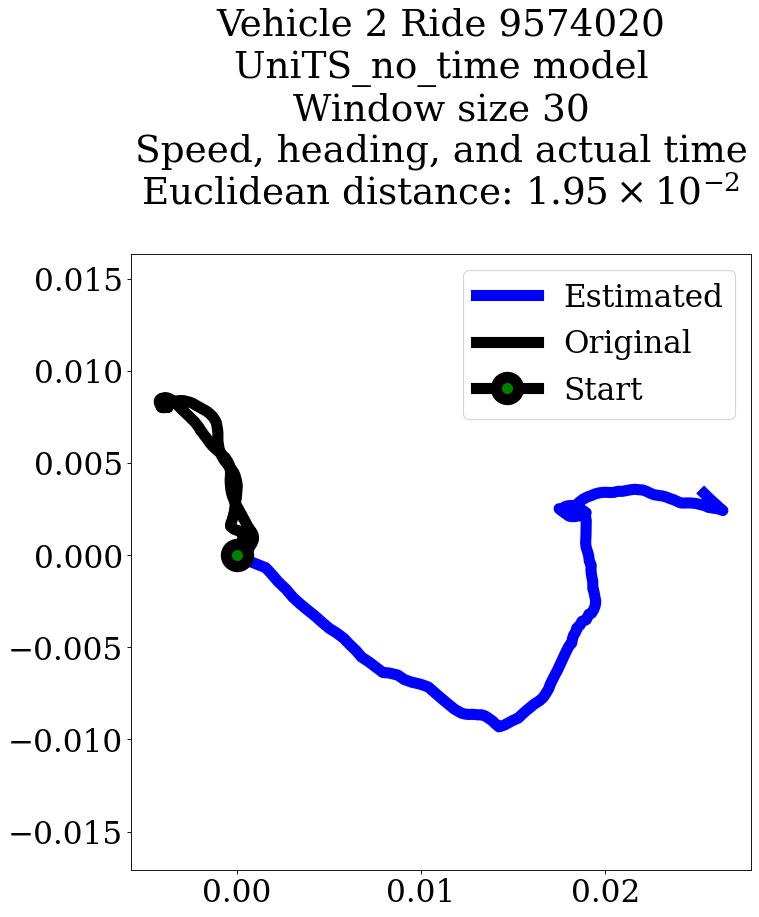 Vehicle 2 Ride 9574020
UniTS_no_time model
Window size 30
Speed, heading, and actual time
Euclidean distance: 1.95 × 10⁻²
0.015
0.010
0.005
0.000
−0.005
−0.010
−0.015
Estimated
Original
Start
0.00
0.01
0.02